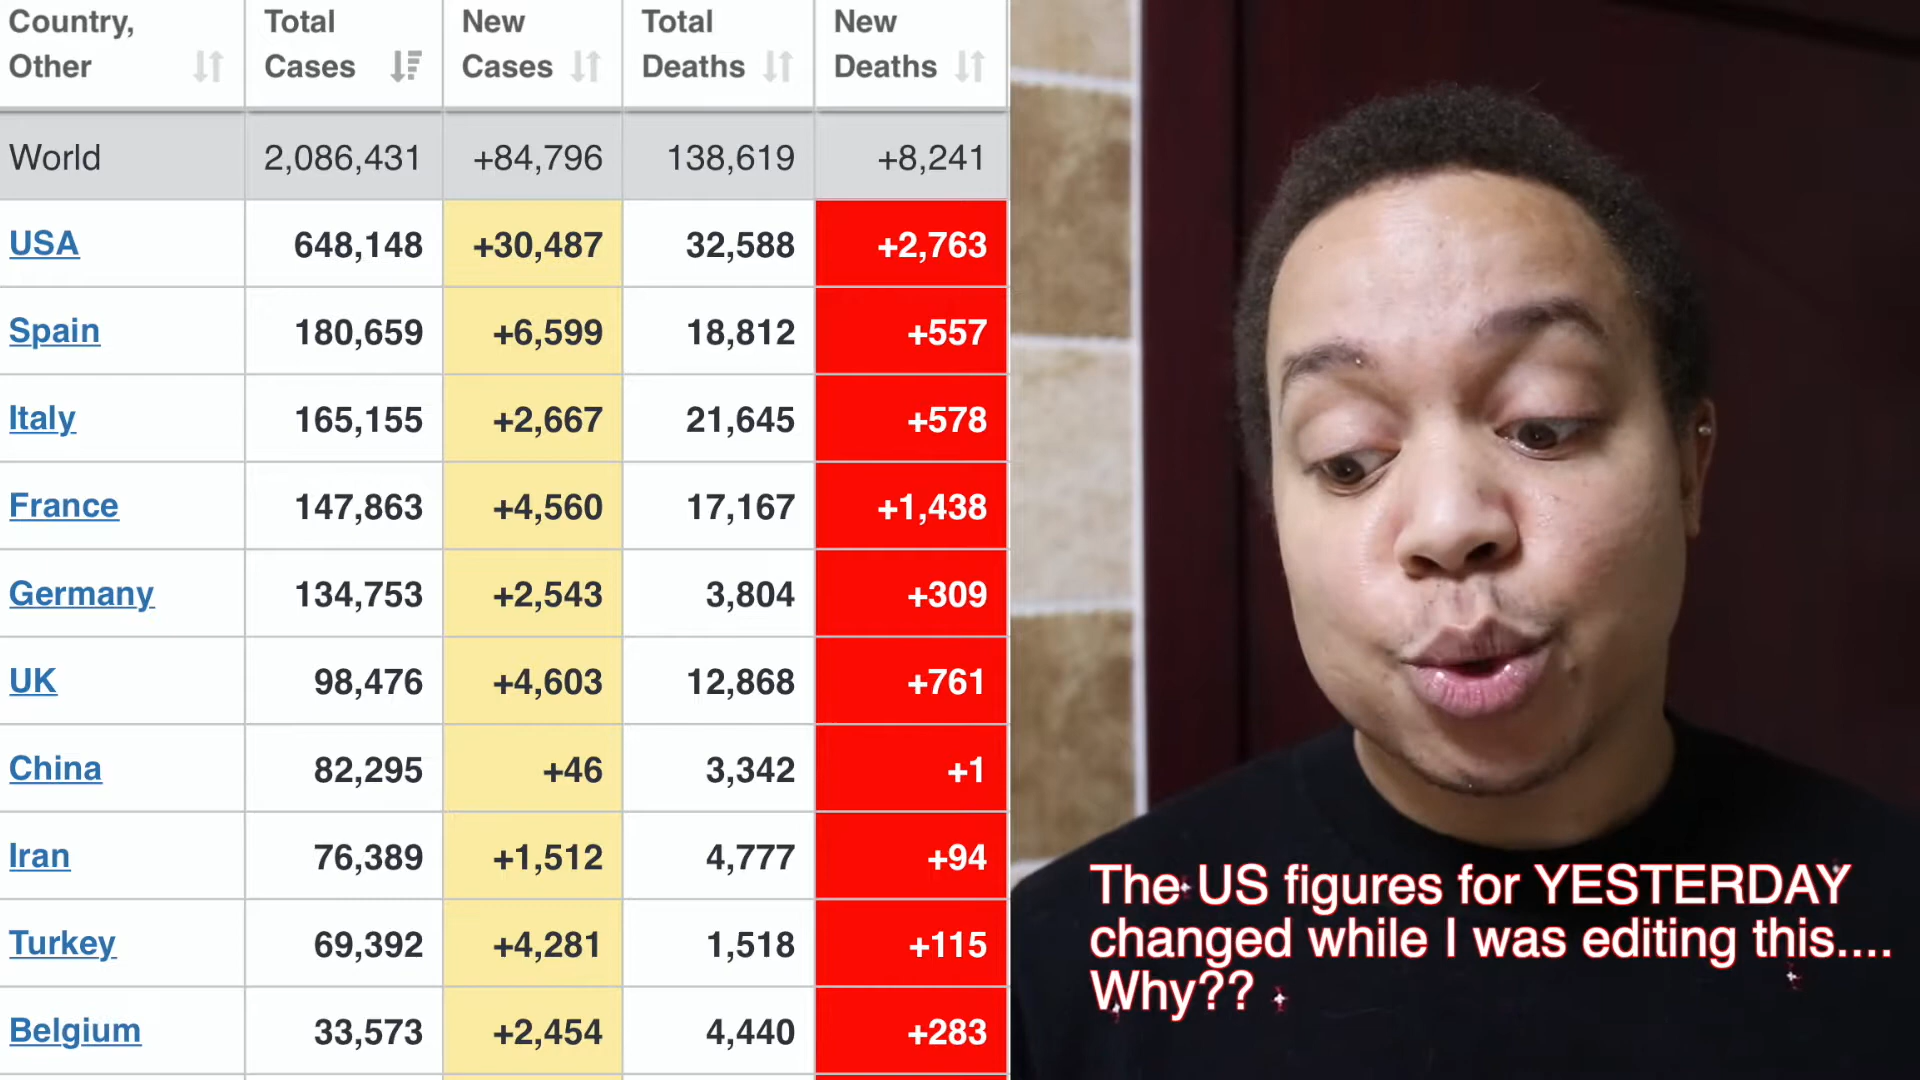 Country, Other Total Cases New Cases Total Deaths New Deaths
World 2,086,431 +84,796 138,619 +8,241
USA 648,148 +30,487 32,588 +2,763
Spain 180,659 +6,599 18,812 +557
Italy 165,155 +2,667 21,645 +578
France 147,863 +4,560 17,167 +1,438
Germany 134,753 +2,543 3,804 +309
UK 98,476 +4,603 12,868 +761
China 82,295 +46 3,342 +1
Iran 76,389 +1,512 4,777 +94
Turkey 69,392 +4,281 1,518 +115
Belgium 33,573 +2,454 4,440 +283
The US figures for YESTERDAY
changed while I was editing this....
Why??